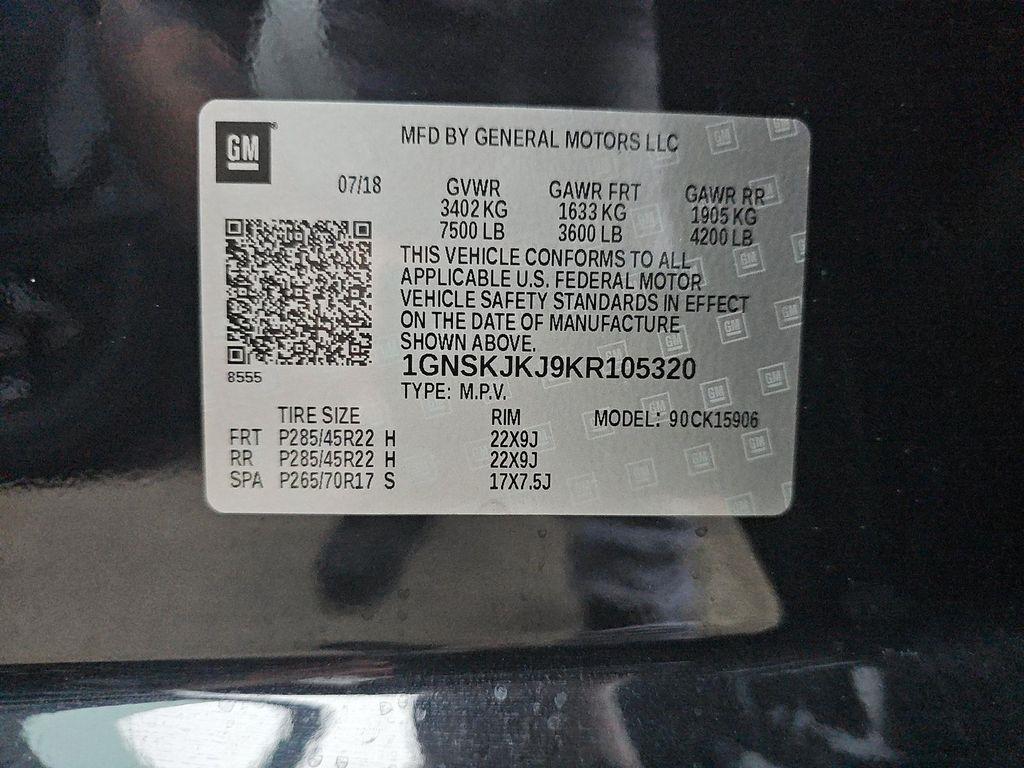 GM
MFD BY GENERAL MOTORS LLC
07/18 GVWR GAWR FRT GAWR RR
3402 KG 1633 KG 1905 KG
7500 LB 3600 LB 4200 LB
THIS VEHICLE CONFORMS TO ALL
APPLICABLE U.S. FEDERAL MOTOR
VEHICLE SAFETY STANDARDS IN EFFECT
ON THE DATE OF MANUFACTURE
SHOWN ABOVE.
1GNSKJKJ9KR105320
8555
TYPE: M.P.V.
TIRE SIZE RIM MODEL: 90CK15906
FRT P285/45R22 H 22X9J
RR P285/45R22 H 22X9J
SPA P265/70R17 S 17X7.5J